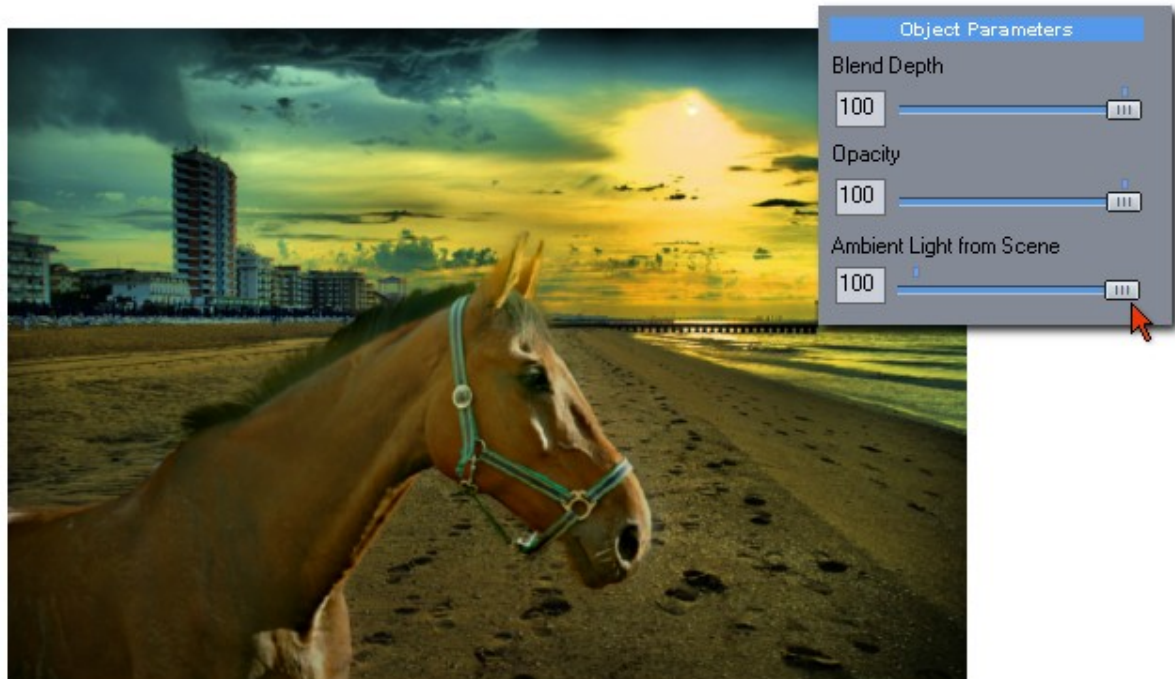 Object Parameters
Blend Depth
100
Opacity
100
Ambient Light from Scene
100